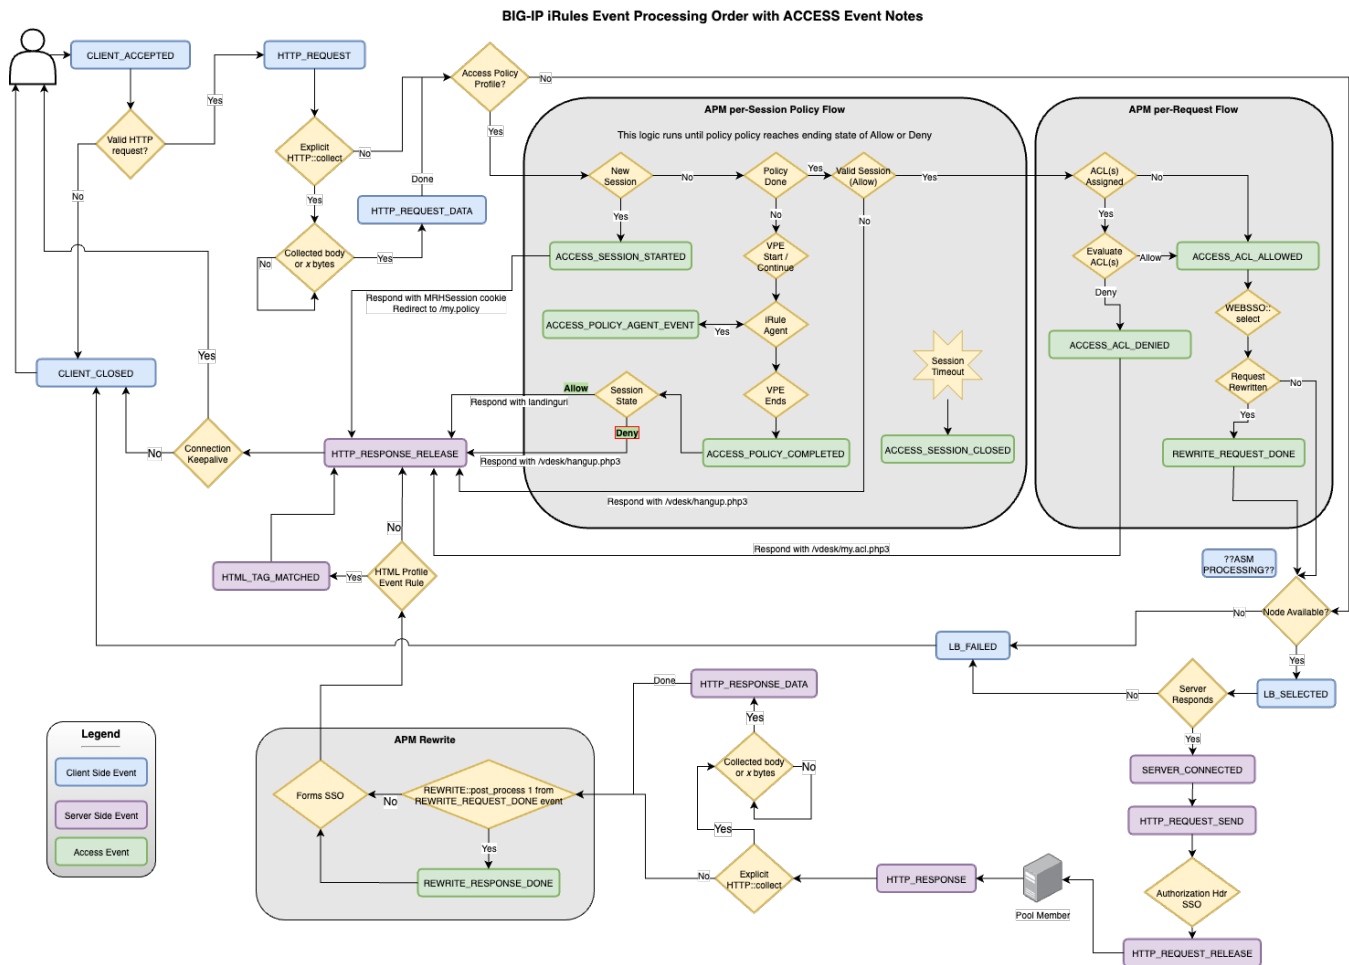 BIG-IP iRules Event Processing Order with ACCESS Event Notes
CLIENT_ACCEPTED
HTTP_REQUEST
Access Policy
Profile?
No
Yes
Yes
Valid HTTP
request?
No
Explicit
HTTP::collect
No
Yes
Done
HTTP_REQUEST_DATA
Collected body
or x bytes
No
Yes
APM per-Session Policy Flow
This logic runs until policy policy reaches ending state of Allow or Deny
New
Session
No
Policy
Done
Yes
Valid Session
(Allow)
Yes
Yes
No
No
ACCESS_SESSION_STARTED
VPE
Start /
Continue
Respond with MRHSession cookie
Redirect to /my.policy
ACCESS_POLICY_AGENT_EVENT
Yes
iRule
Agent
Session
Timeout
VPE
Ends
Session
State
Allow
Respond with landinguri
Deny
Respond with /vdesk/hangup.php3
ACCESS_POLICY_COMPLETED
ACCESS_SESSION_CLOSED
Respond with /vdesk/hangup.php3
APM per-Request Flow
ACL(s)
Assigned
No
Yes
Evaluate
ACL(s)
Allow
ACCESS_ACL_ALLOWED
Deny
WEBSSO::
select
ACCESS_ACL_DENIED
Request
Rewritten
No
Yes
REWRITE_REQUEST_DONE
Respond with /vdesk/my.acl.php3
CLIENT_CLOSED
Yes
No
Connection
Keepalive
HTTP_RESPONSE_RELEASE
No
HTML_TAG_MATCHED
Yes
HTML Profile
Event Rule
??ASM
PROCESSING??
Node Available?
No
Yes
LB_FAILED
LB_SELECTED
No
Server
Responds
Yes
SERVER_CONNECTED
HTTP_REQUEST_SEND
Authorization Hdr
SSO
HTTP_REQUEST_RELEASE
Pool Member
HTTP_RESPONSE
Explicit
HTTP::collect
No
Yes
Collected body
or x bytes
No
Yes
HTTP_RESPONSE_DATA
Done
APM Rewrite
Forms SSO
No
REWRITE::post_process 1 from
REWRITE_REQUEST_DONE event
Yes
REWRITE_RESPONSE_DONE
Legend
Client Side Event
Server Side Event
Access Event